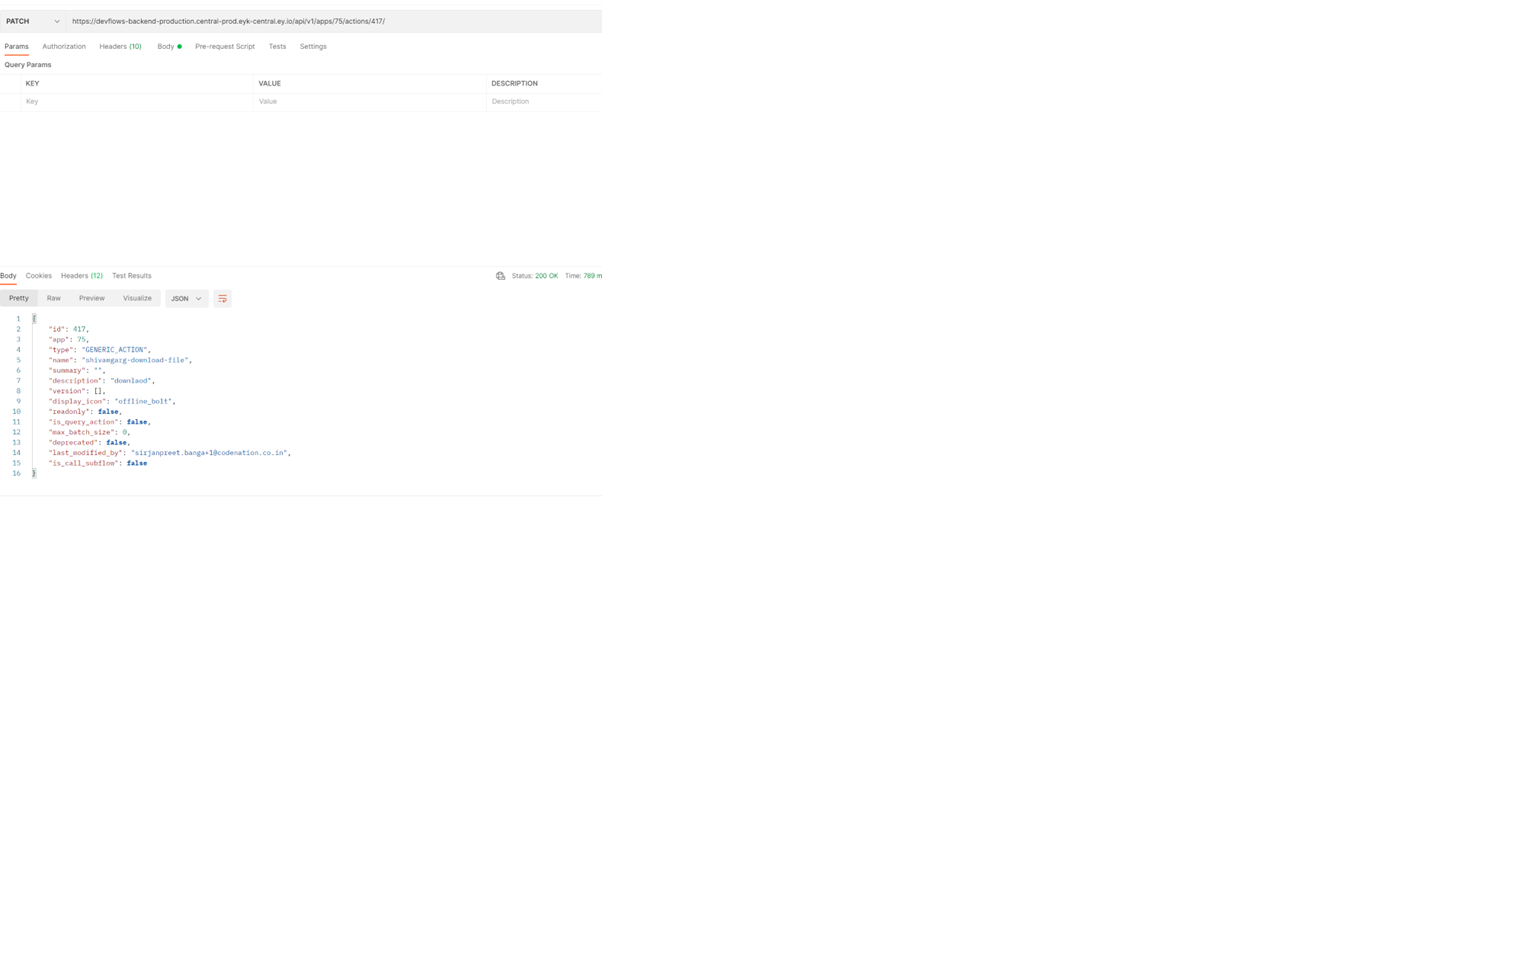 PATCH https://devflows-backend-production.central-prod.eyk-central.ey.io/api/v1/apps/75/actions/417/
Params Authorization Headers (10) Body Pre-request Script Tests Settings
Query Params
KEY VALUE DESCRIPTION
Key Value Description
Body Cookies Headers (12) Test Results Status: 200 OK Time: 789 m
Pretty Raw Preview Visualize JSON
1 {
2 "id": 417,
3 "app": 75,
4 "type": "GENERIC_ACTION",
5 "name": "shivamgarg-download-file",
6 "summary": "",
7 "description": "downlaod",
8 "version": [],
9 "display_icon": "offline_bolt",
10 "readonly": false,
11 "is_query_action": false,
12 "max_batch_size": 0,
13 "deprecated": false,
14 "last_modified_by": "sirjanpreet.banga+1@codenation.co.in",
15 "is_call_subflow": false
16 }